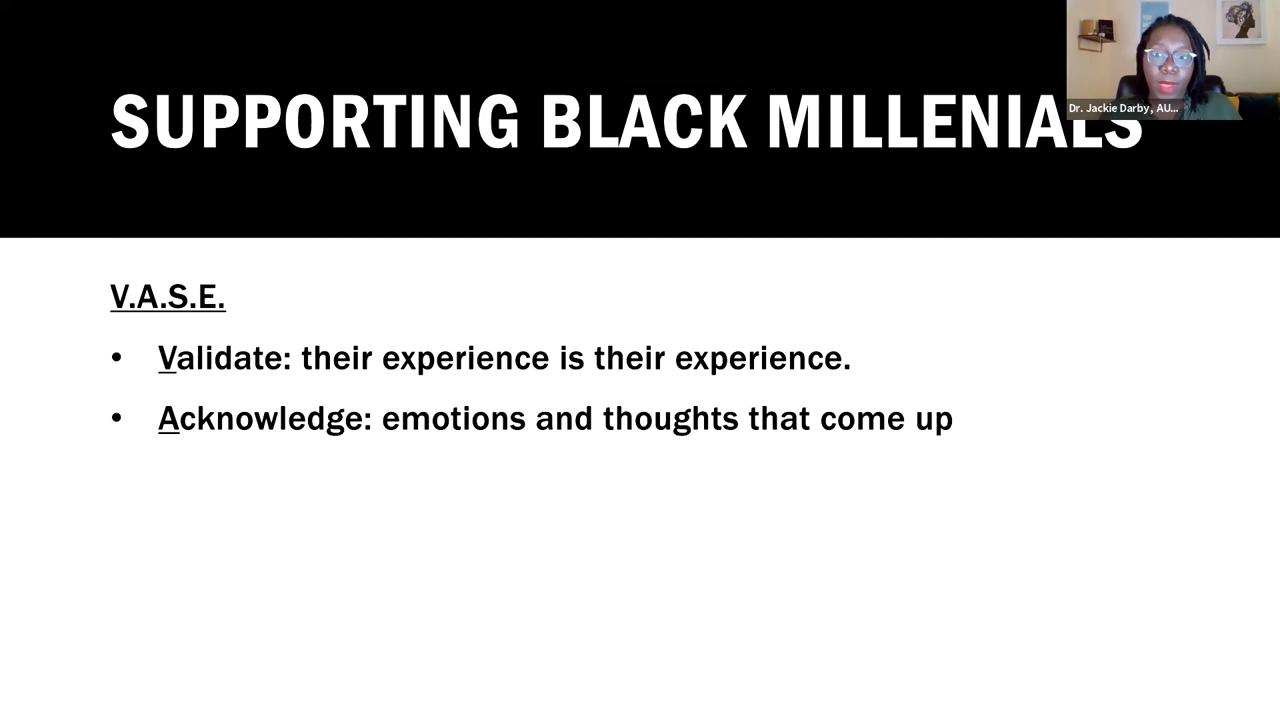 SUPPORTING BLACK MILLENIALS
Dr. Jackie Darby, AU...
V.A.S.E.
• Validate: their experience is their experience.
• Acknowledge: emotions and thoughts that come up